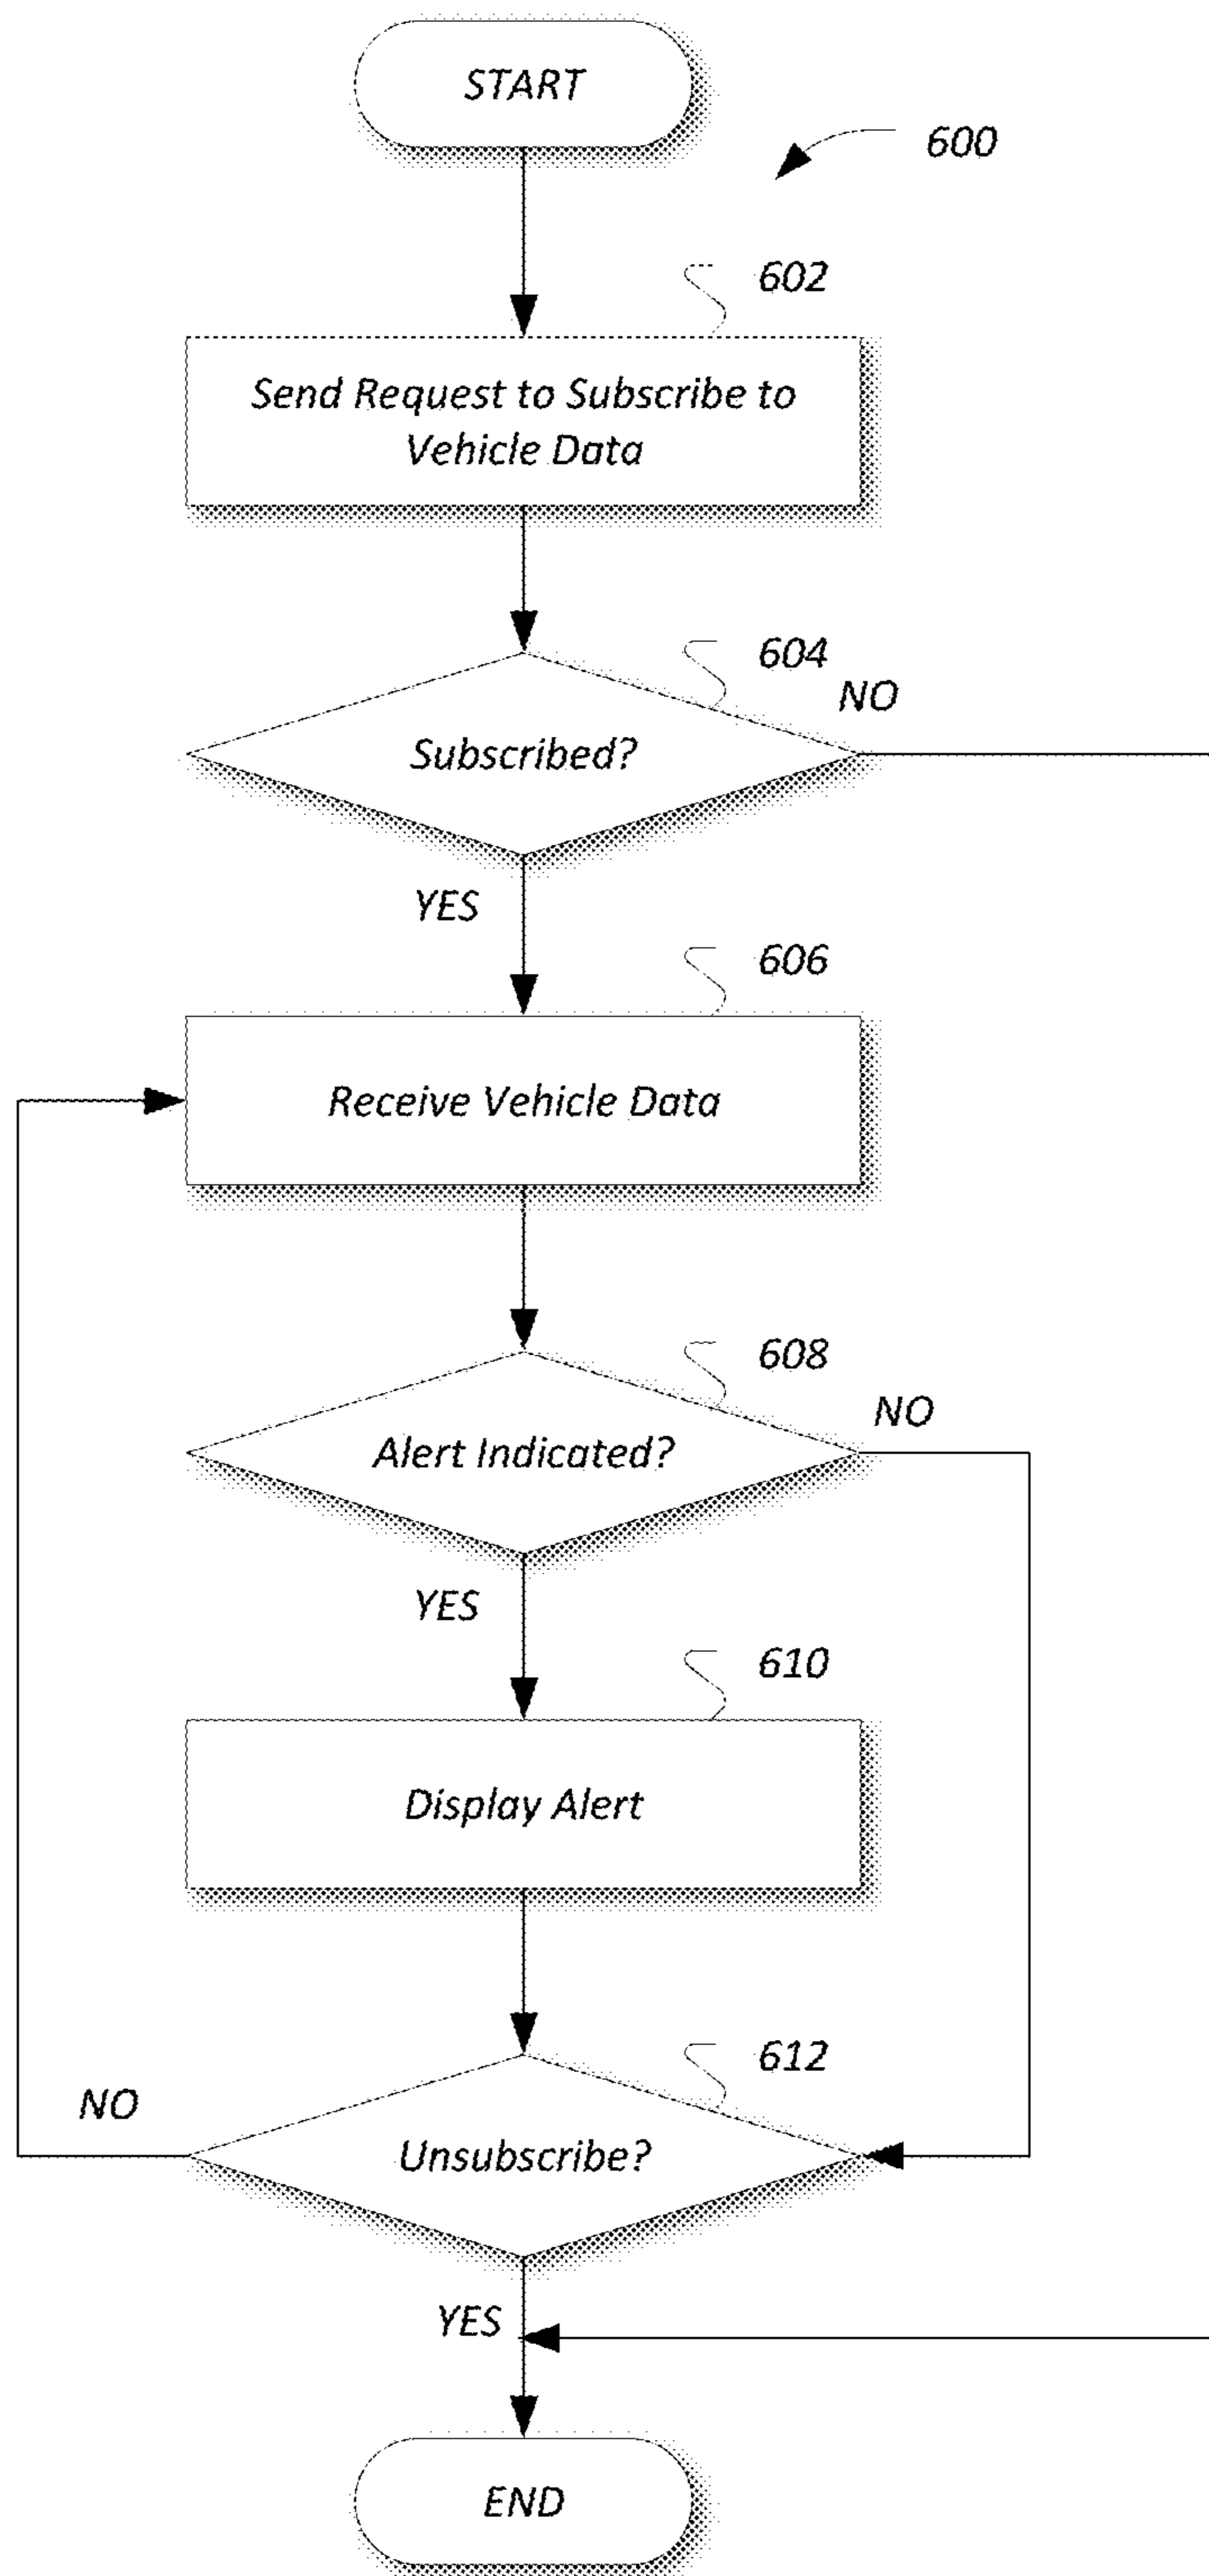 START
600
602
Send Request to Subscribe to
Vehicle Data
604
NO
Subscribed?
YES
606
Receive Vehicle Data
608
NO
Alert Indicated?
YES
610
Display Alert
612
NO
Unsubscribe?
YES
END